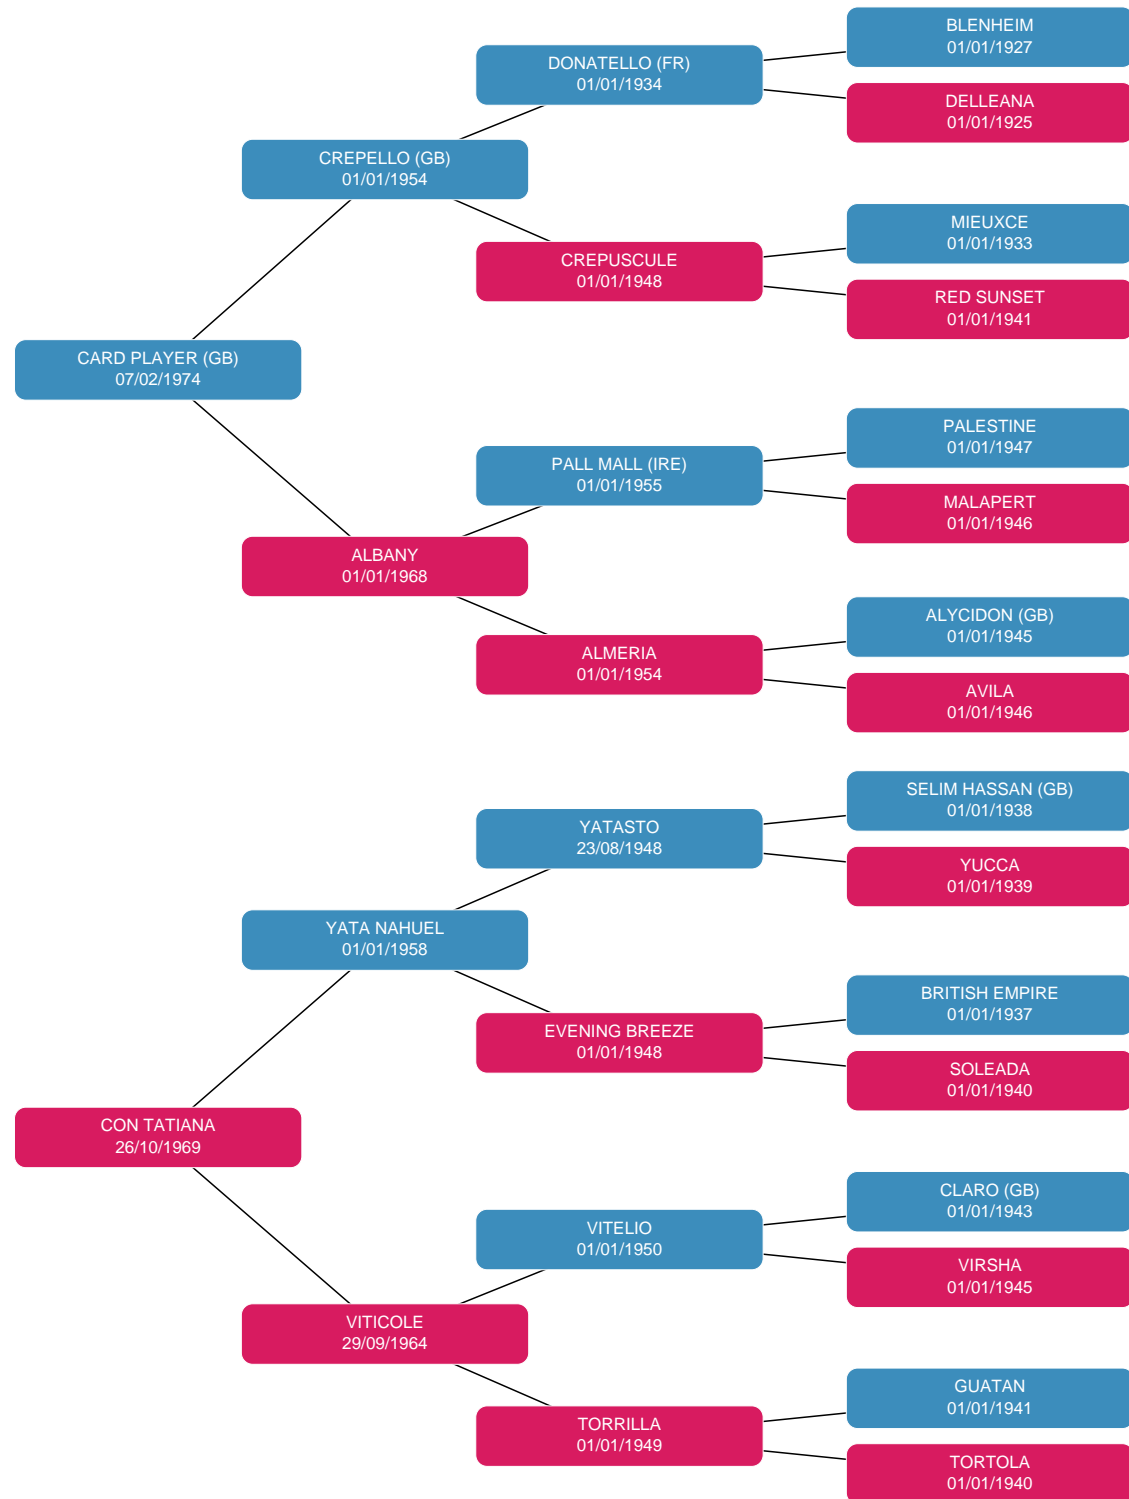 BLENHEIM
01/01/1927
DONATELLO (FR)
01/01/1934
DELLEANA
01/01/1925
CREPELLO (GB)
01/01/1954
MIEUXCE
01/01/1933
CREPUSCULE
01/01/1948
RED SUNSET
01/01/1941
CARD PLAYER (GB)
07/02/1974
PALESTINE
01/01/1947
PALL MALL (IRE)
01/01/1955
MALAPERT
01/01/1946
ALBANY
01/01/1968
ALYCIDON (GB)
01/01/1945
ALMERIA
01/01/1954
AVILA
01/01/1946
SELIM HASSAN (GB)
01/01/1938
YATASTO
23/08/1948
YUCCA
01/01/1939
YATA NAHUEL
01/01/1958
BRITISH EMPIRE
01/01/1937
EVENING BREEZE
01/01/1948
SOLEADA
01/01/1940
CON TATIANA
26/10/1969
CLARO (GB)
01/01/1943
VITELIO
01/01/1950
VIRSHA
01/01/1945
VITICOLE
29/09/1964
GUATAN
01/01/1941
TORRILLA
01/01/1949
TORTOLA
01/01/1940